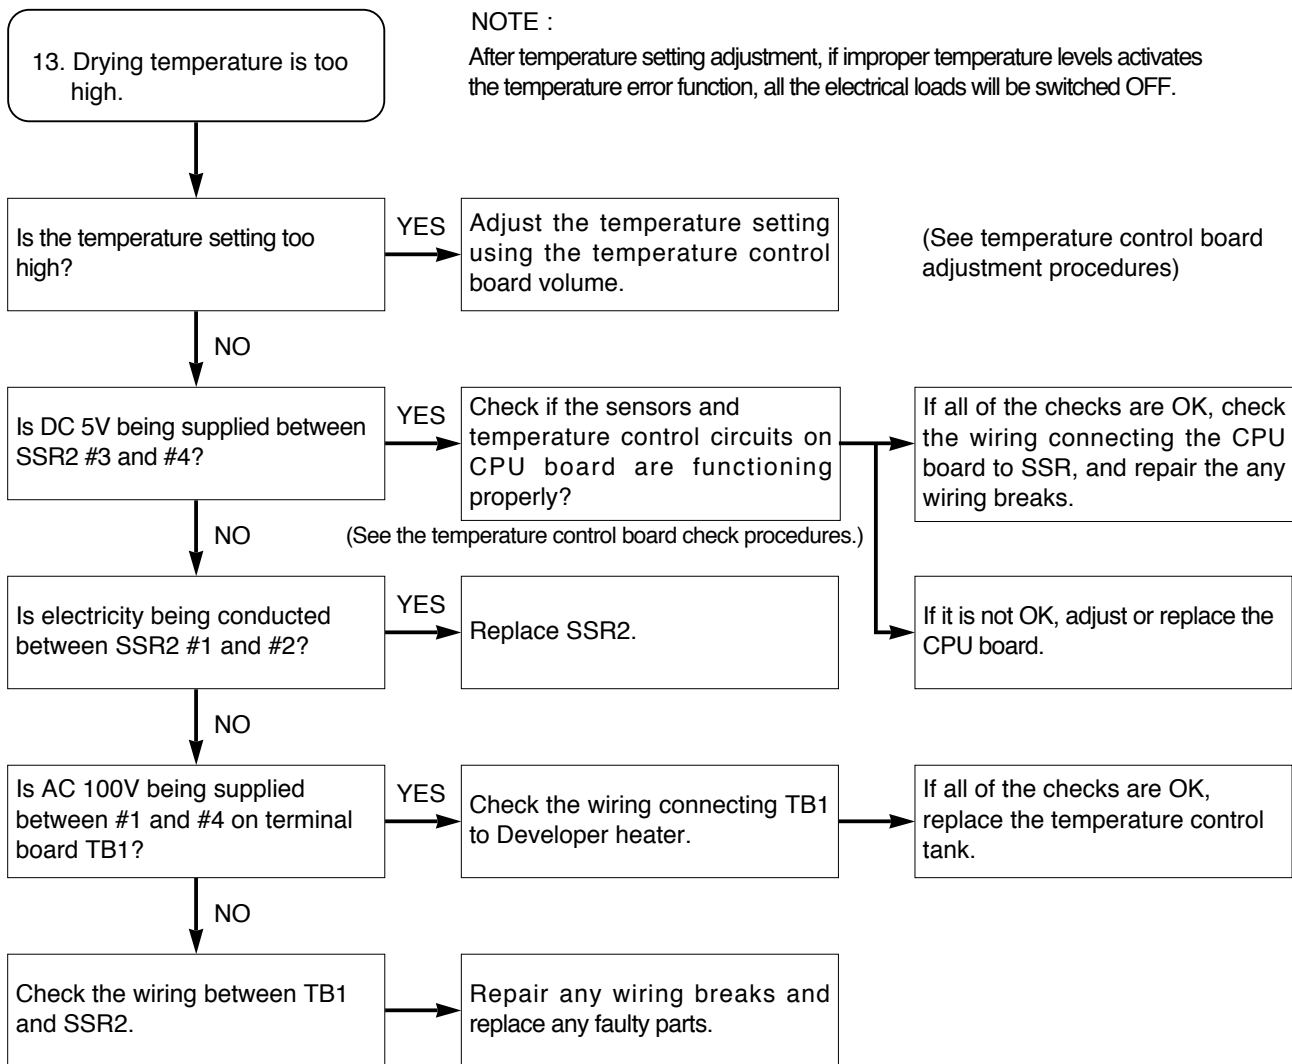 13. Drying temperature is too
high.
NOTE :
After temperature setting adjustment, if improper temperature levels activates
the temperature error function, all the electrical loads will be switched OFF.
Is the temperature setting too
high?
YES
Adjust the temperature setting
using the temperature control
board volume.
(See temperature control board
adjustment procedures)
NO
Is DC 5V being supplied between
SSR2 #3 and #4?
YES
Check if the sensors and
temperature control circuits on
CPU board are functioning
properly?
If all of the checks are OK, check
the wiring connecting the CPU
board to SSR, and repair the any
wiring breaks.
NO
(See the temperature control board check procedures.)
Is electricity being conducted
between SSR2 #1 and #2?
YES
Replace SSR2.
If it is not OK, adjust or replace the
CPU board.
NO
Is AC 100V being supplied
between #1 and #4 on terminal
board TB1?
YES
Check the wiring connecting TB1
to Developer heater.
If all of the checks are OK,
replace the temperature control
tank.
NO
Check the wiring between TB1
and SSR2.
Repair any wiring breaks and
replace any faulty parts.